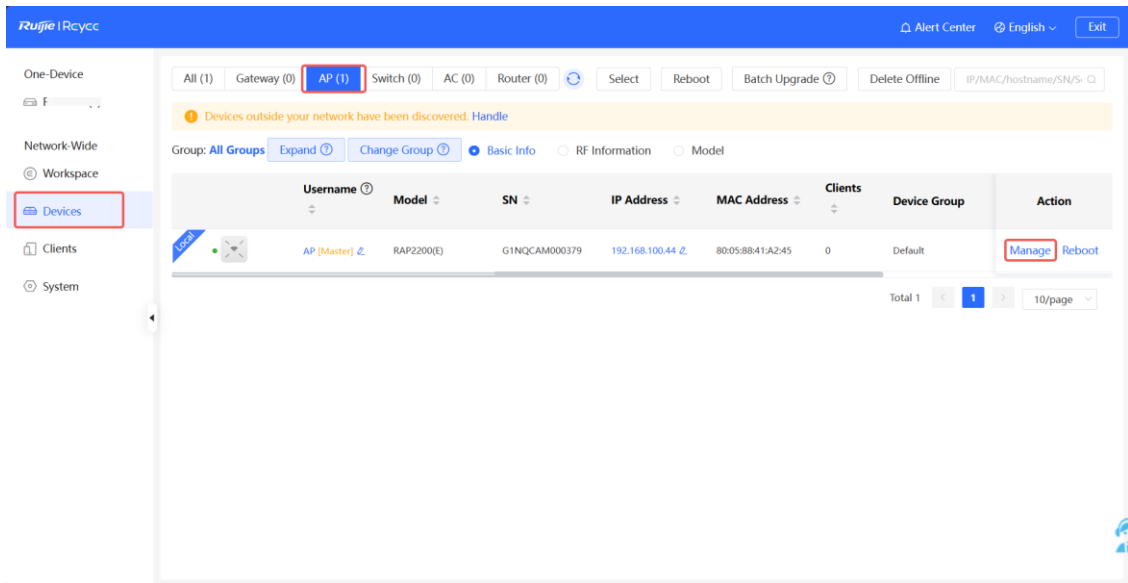 Ruijie | Rcycc
Alert Center English Exit
One-Device
Network-Wide
Workspace
Devices
Clients
System
All (1) Gateway (0) AP (1) Switch (0) AC (0) Router (0) Select Reboot Batch Upgrade Delete Offline IP/MAC/hostname/SN/S
Devices outside your network have been discovered. Handle
Group: All Groups Expand Change Group Basic Info RF Information Model
Username Model SN IP Address MAC Address Clients Device Group Action
Local AP [Master] RAP2200(E) G1NQCAM000379 192.168.100.44 80:05:88:41:A2:45 0 Default Manage Reboot
Total 1 1 10/page